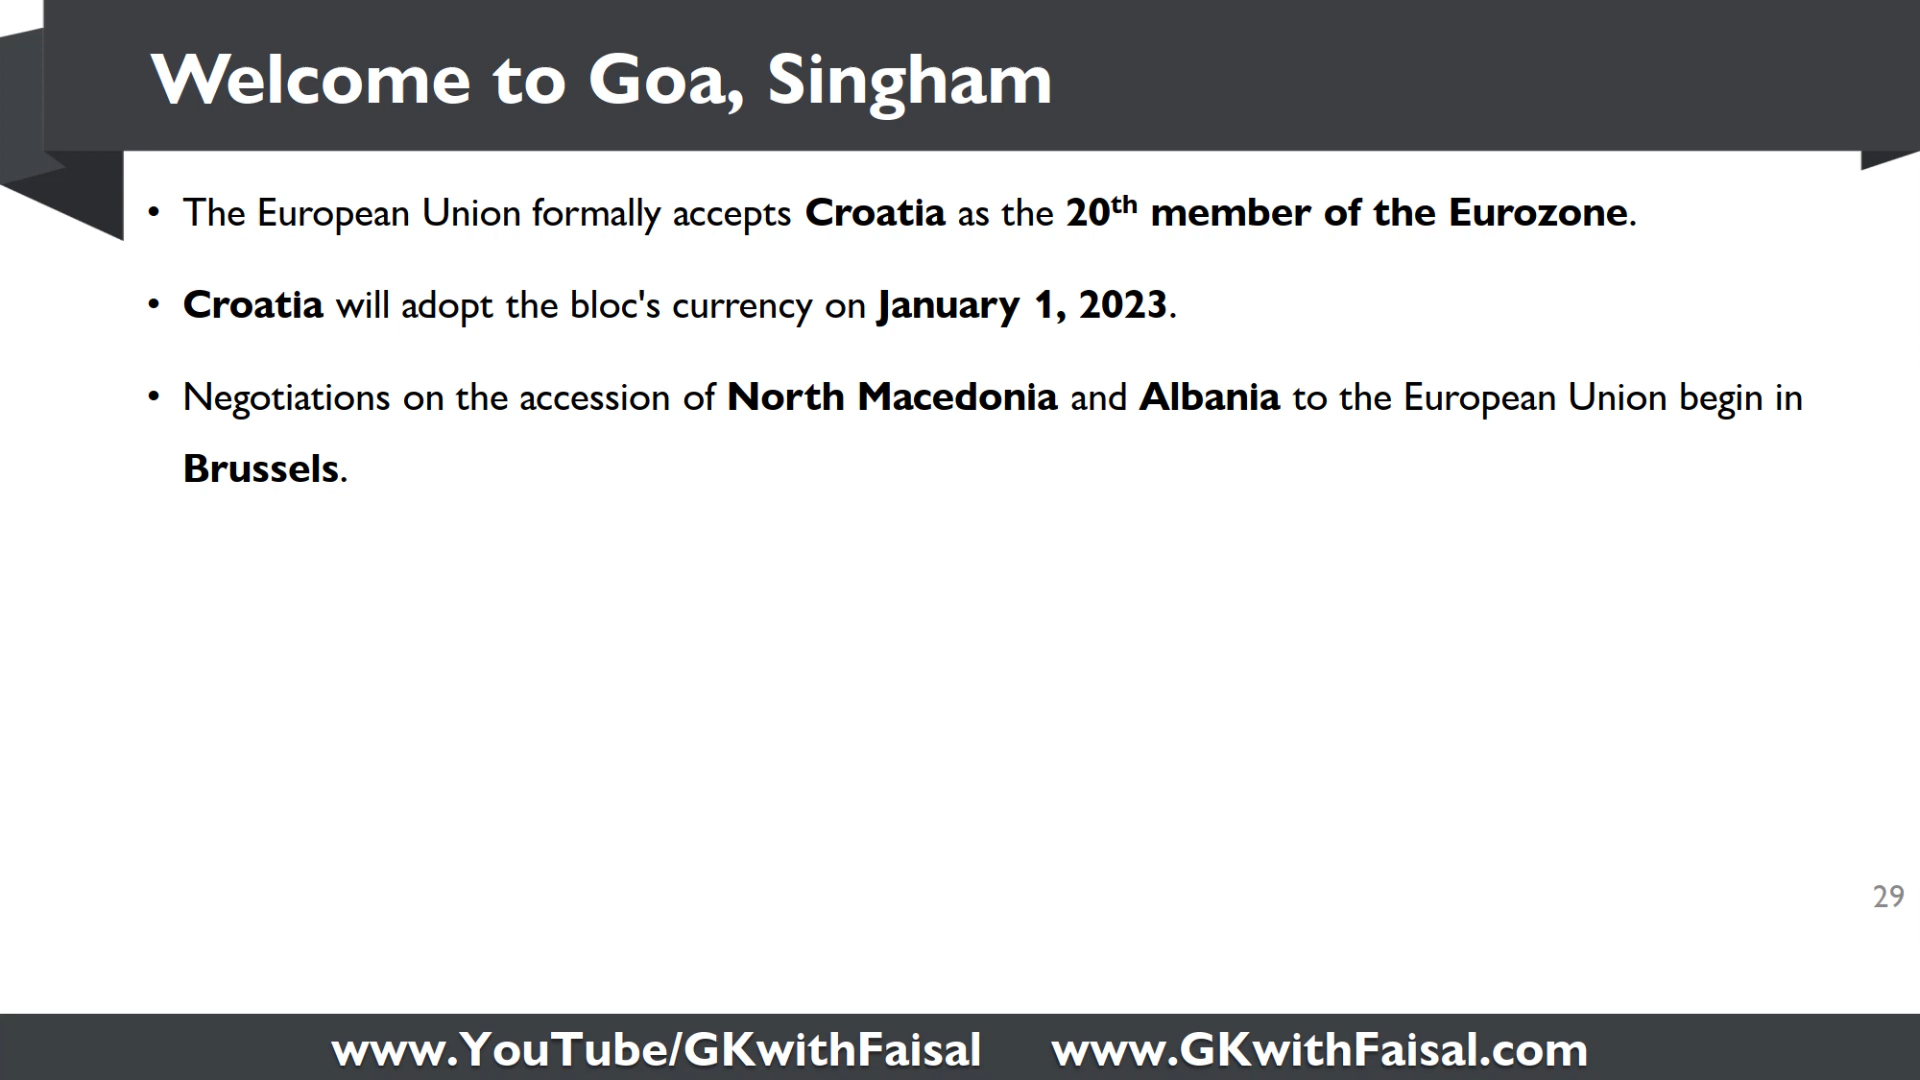 Welcome to Goa, Singham
• The European Union formally accepts Croatia as the 20th member of the Eurozone.
• Croatia will adopt the bloc's currency on January 1, 2023.
• Negotiations on the accession of North Macedonia and Albania to the European Union begin in
Brussels.
29
www.YouTube/GKwithFaisal www.GKwithFaisal.com